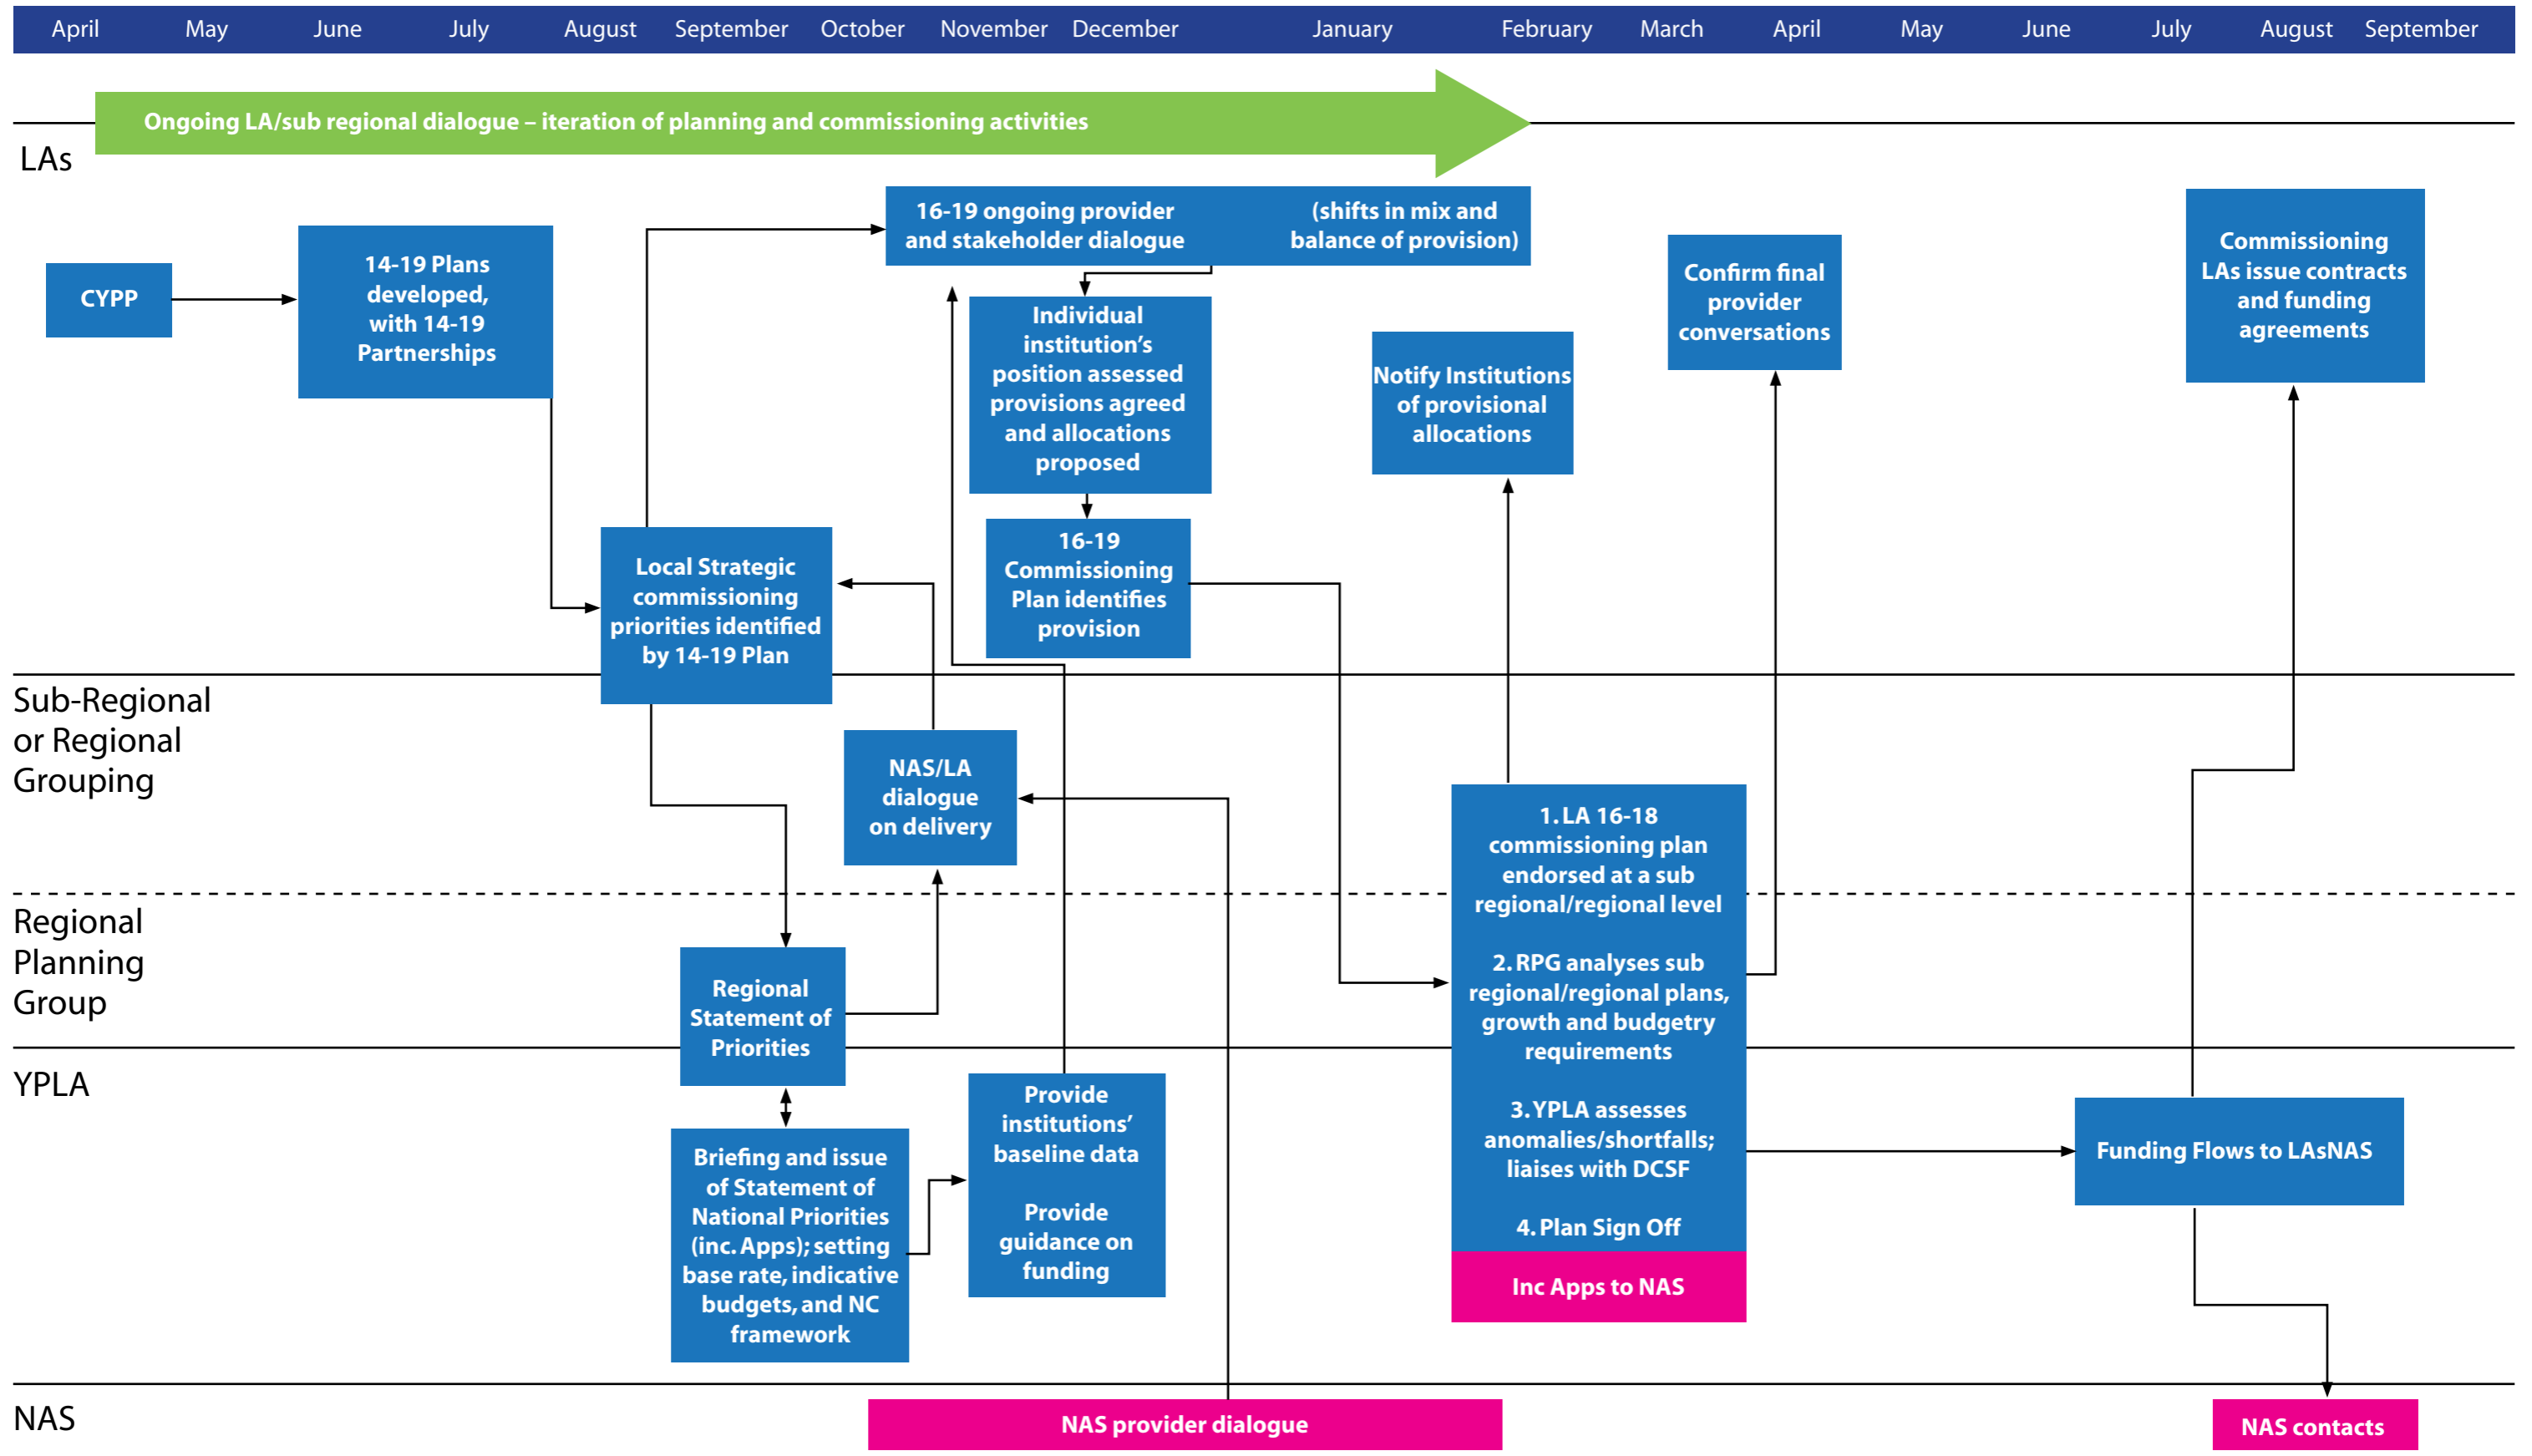 April May June July August September October November December January February March April May June July August September
Ongoing LA/sub regional dialogue – iteration of planning and commissioning activities
LAs
CYPP
14-19 Plans
developed,
with 14-19
Partnerships
16-19 ongoing provider
and stakeholder dialogue
(shifts in mix and
balance of provision)
Individual
institution’s
position assessed
provisions agreed
and allocations
proposed
16-19
Commissioning
Plan identifies
provision
Notify Institutions
of provisional
allocations
Confirm final
provider
conversations
Commissioning
LAs issue contracts
and funding
agreements
Local Strategic
commissioning
priorities identified
by 14-19 Plan
Sub-Regional
or Regional
Grouping
NAS/LA
dialogue
on delivery
1. LA 16-18
commissioning plan
endorsed at a sub
regional/regional level
2. RPG analyses sub
regional/regional plans,
growth and budgetry
requirements
3. YPLA assesses
anomalies/shortfalls;
liaises with DCSF
4. Plan Sign Off
Inc Apps to NAS
Regional
Planning
Group
Regional
Statement of
Priorities
YPLA
Briefing and issue
of Statement of
National Priorities
(inc. Apps); setting
base rate, indicative
budgets, and NC
framework
Provide
institutions’
baseline data
Provide
guidance on
funding
Funding Flows to LAsNAS
NAS
NAS provider dialogue
NAS contacts